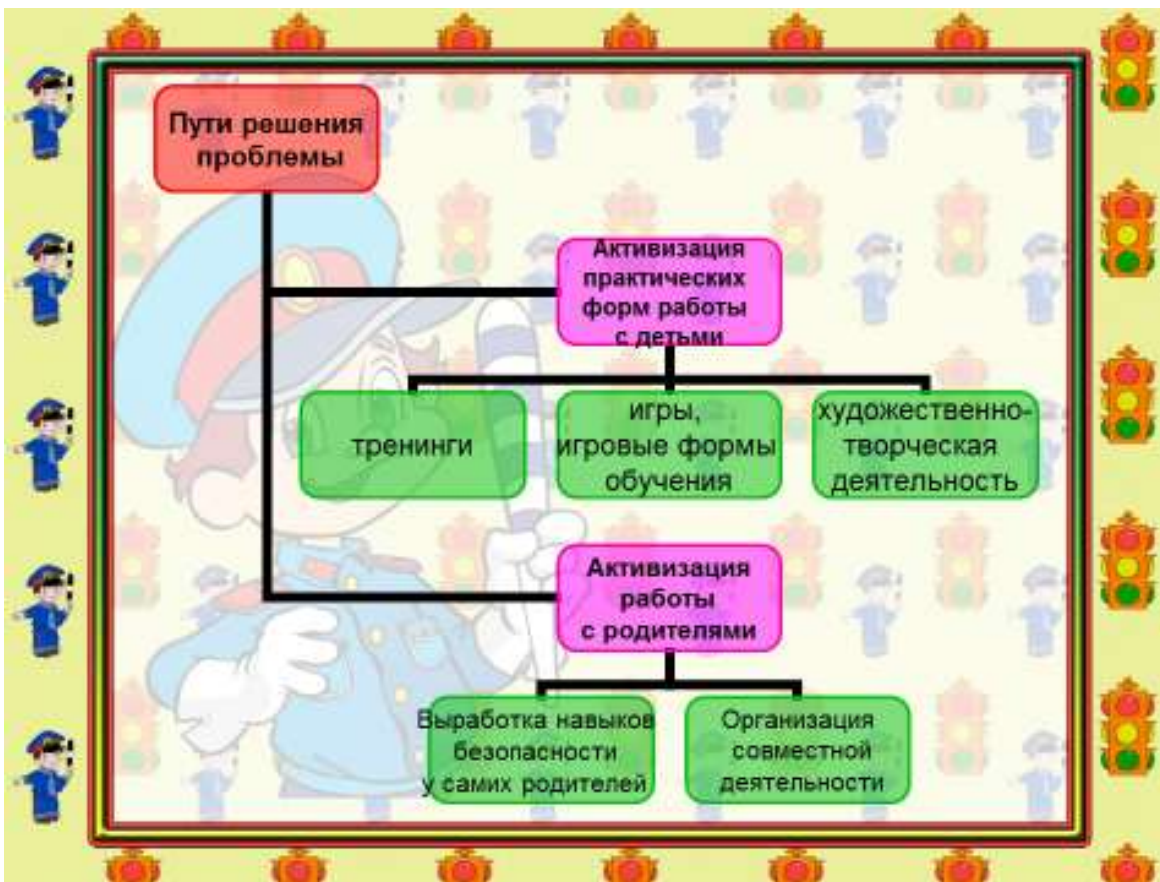 Пути решения
проблемы
Активизация
практических
форм работы
с детьми
тренинги
игры,
игровые формы
обучения
художественно-
творческая
деятельность
Активизация
работы
с родителями
Выработка навыков
безопасности
у самих родителей
Организация
совместной
деятельности